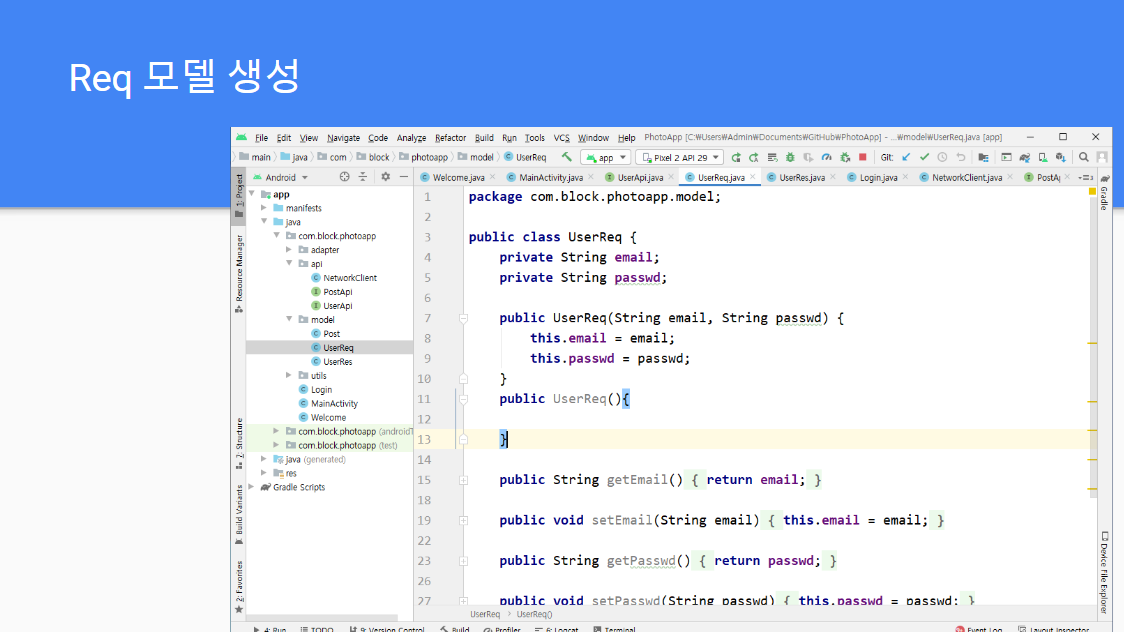 Req 모델 생성
File Edit View Navigate Code Analyze Refactor Build Run Tools VCS Window Help PhotoApp [C:₩Users₩Admin₩Documents₩GitHub₩PhotoApp] - ...₩model₩UserReq.java [app]
main java com block photoapp model UserReq app Pixel 2 API 29 Git:
Android
Welcome.java MainActivity.java UserApi.java UserReq.java UserRes.java Login.java NetworkClient.java PostAp
1: Project
Resource Manager
7: Structure
Build Variants
2: Favorites
app
manifests
java
com.block.photoapp
adapter
api
NetworkClient
PostApi
UserApi
model
Post
UserReq
UserRes
utils
Login
MainActivity
Welcome
com.block.photoapp (androidT
com.block.photoapp (test)
java (generated)
res
Gradle Scripts
1 package com.block.photoapp.model;
2
3 public class UserReq {
4 private String email;
5 private String passwd;
6
7 public UserReq(String email, String passwd) {
8 this.email = email;
9 this.passwd = passwd;
10 }
11 public UserReq(){
12
13 }
14
15 public String getEmail() { return email; }
18
19 public void setEmail(String email) { this.email = email; }
22
23 public String getPasswd() { return passwd; }
26
27 public void setPasswd(String passwd) { this.passwd = passwd; }
UserReq > UserReq()
Gradle
Device File Explorer
4: Run TODO 9: Version Control Build Profiler 6: Logcat Terminal Event Log Layout Inspector